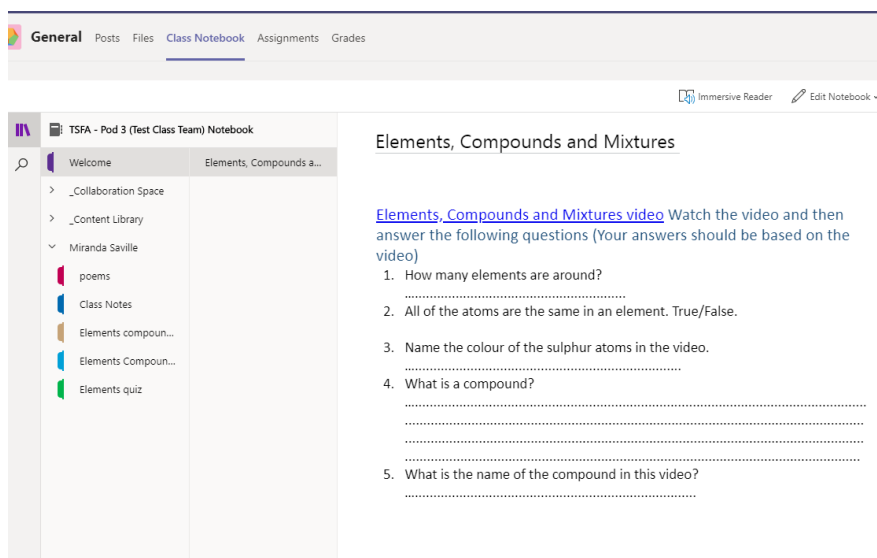 General Posts Files Class Notebook Assignments Grades
Immersive Reader Edit Notebook
TSFA - Pod 3 (Test Class Team) Notebook
Welcome
_Collaboration Space
_Content Library
Miranda Saville
poems
Class Notes
Elements compoun...
Elements Compoun...
Elements quiz
Elements, Compounds a...
Elements, Compounds and Mixtures
Elements, Compounds and Mixtures video Watch the video and then
answer the following questions (Your answers should be based on the
video)
1. How many elements are around?
...............................................................
2. All of the atoms are the same in an element. True/False.
3. Name the colour of the sulphur atoms in the video.
...............................................................................
4. What is a compound?
...................................................................................................................................
..................................................................................................................................
..................................................................................................................................
.................................................................................................................................
5. What is the name of the compound in this video?
...................................................................................